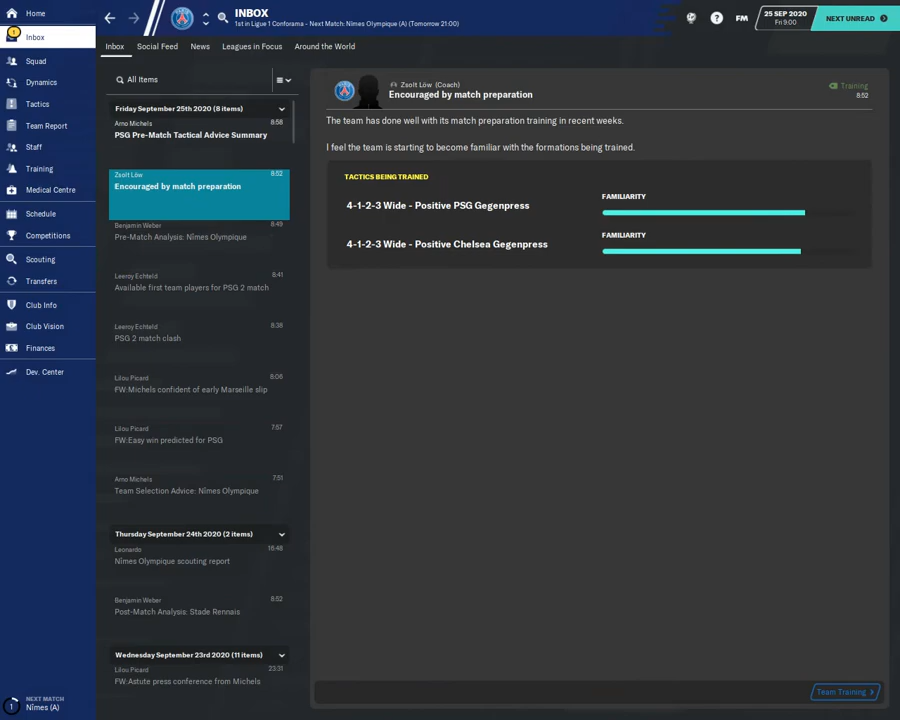 Home
1
Inbox
Squad
Dynamics
Tactics
Team Report
Staff
Training
Medical Centre
Schedule
Competitions
Scouting
Transfers
Club Info
Club Vision
Finances
Dev. Center
1
NEXT MATCH
Nîmes (A)
INBOX
1st in Ligue 1 Conforama - Next Match: Nîmes Olympique (A) (Tomorrow 21:00)
?
FM
25 SEP 2020
Fri 9:00
NEXT UNREAD
Inbox
Social Feed
News
Leagues in Focus
Around the World
All Items
Friday September 25th 2020 (8 items)
Arno Michels 8:58
PSG Pre-Match Tactical Advice Summary
Zsolt Löw 8:52
Encouraged by match preparation
Benjamin Weber 8:49
Pre-Match Analysis: Nîmes Olympique
Leeroy Echteld 8:41
Available first team players for PSG 2 match
Leeroy Echteld 8:38
PSG 2 match clash
Lilou Picard 8:06
FW:Michels confident of early Marseille slip
Lilou Picard 7:57
FW:Easy win predicted for PSG
Arno Michels 7:51
Team Selection Advice: Nîmes Olympique
Thursday September 24th 2020 (2 items)
Leonardo 16:48
Nîmes Olympique scouting report
Benjamin Weber 8:52
Post-Match Analysis: Stade Rennais
Wednesday September 23rd 2020 (11 items)
Lilou Picard 23:31
FW:Astute press conference from Michels
Zsolt Löw (Coach)
Encouraged by match preparation
Training
8:52
The team has done well with its match preparation training in recent weeks.
I feel the team is starting to become familiar with the formations being trained.
TACTICS BEING TRAINED
4-1-2-3 Wide - Positive PSG Gegenpress
FAMILIARITY
4-1-2-3 Wide - Positive Chelsea Gegenpress
FAMILIARITY
Team Training